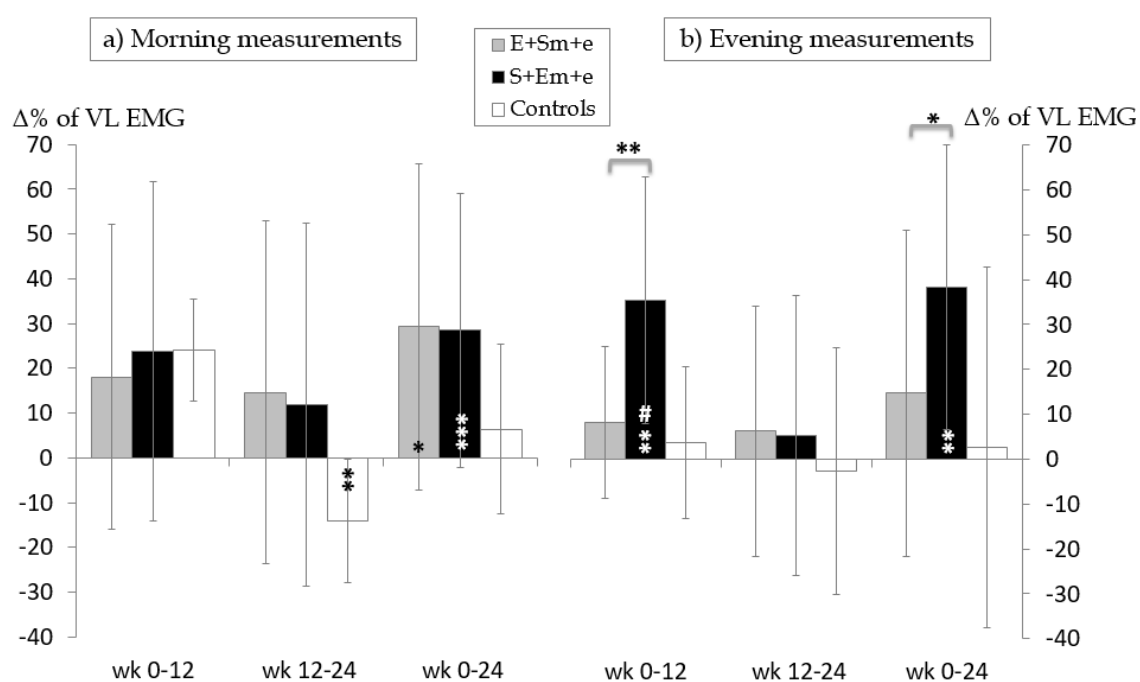 a) Morning measurements
E+Sm+e
S+Em+e
Controls
b) Evening measurements
Δ% of VL EMG
Δ% of VL EMG
70
60
50
40
30
20
10
0
-10
-20
-30
-40
**
*
70
60
50
40
30
20
10
0
-10
-20
-30
-40
**
*
***
#
**
**
wk 0-12
wk 12-24
wk 0-24
wk 0-12
wk 12-24
wk 0-24